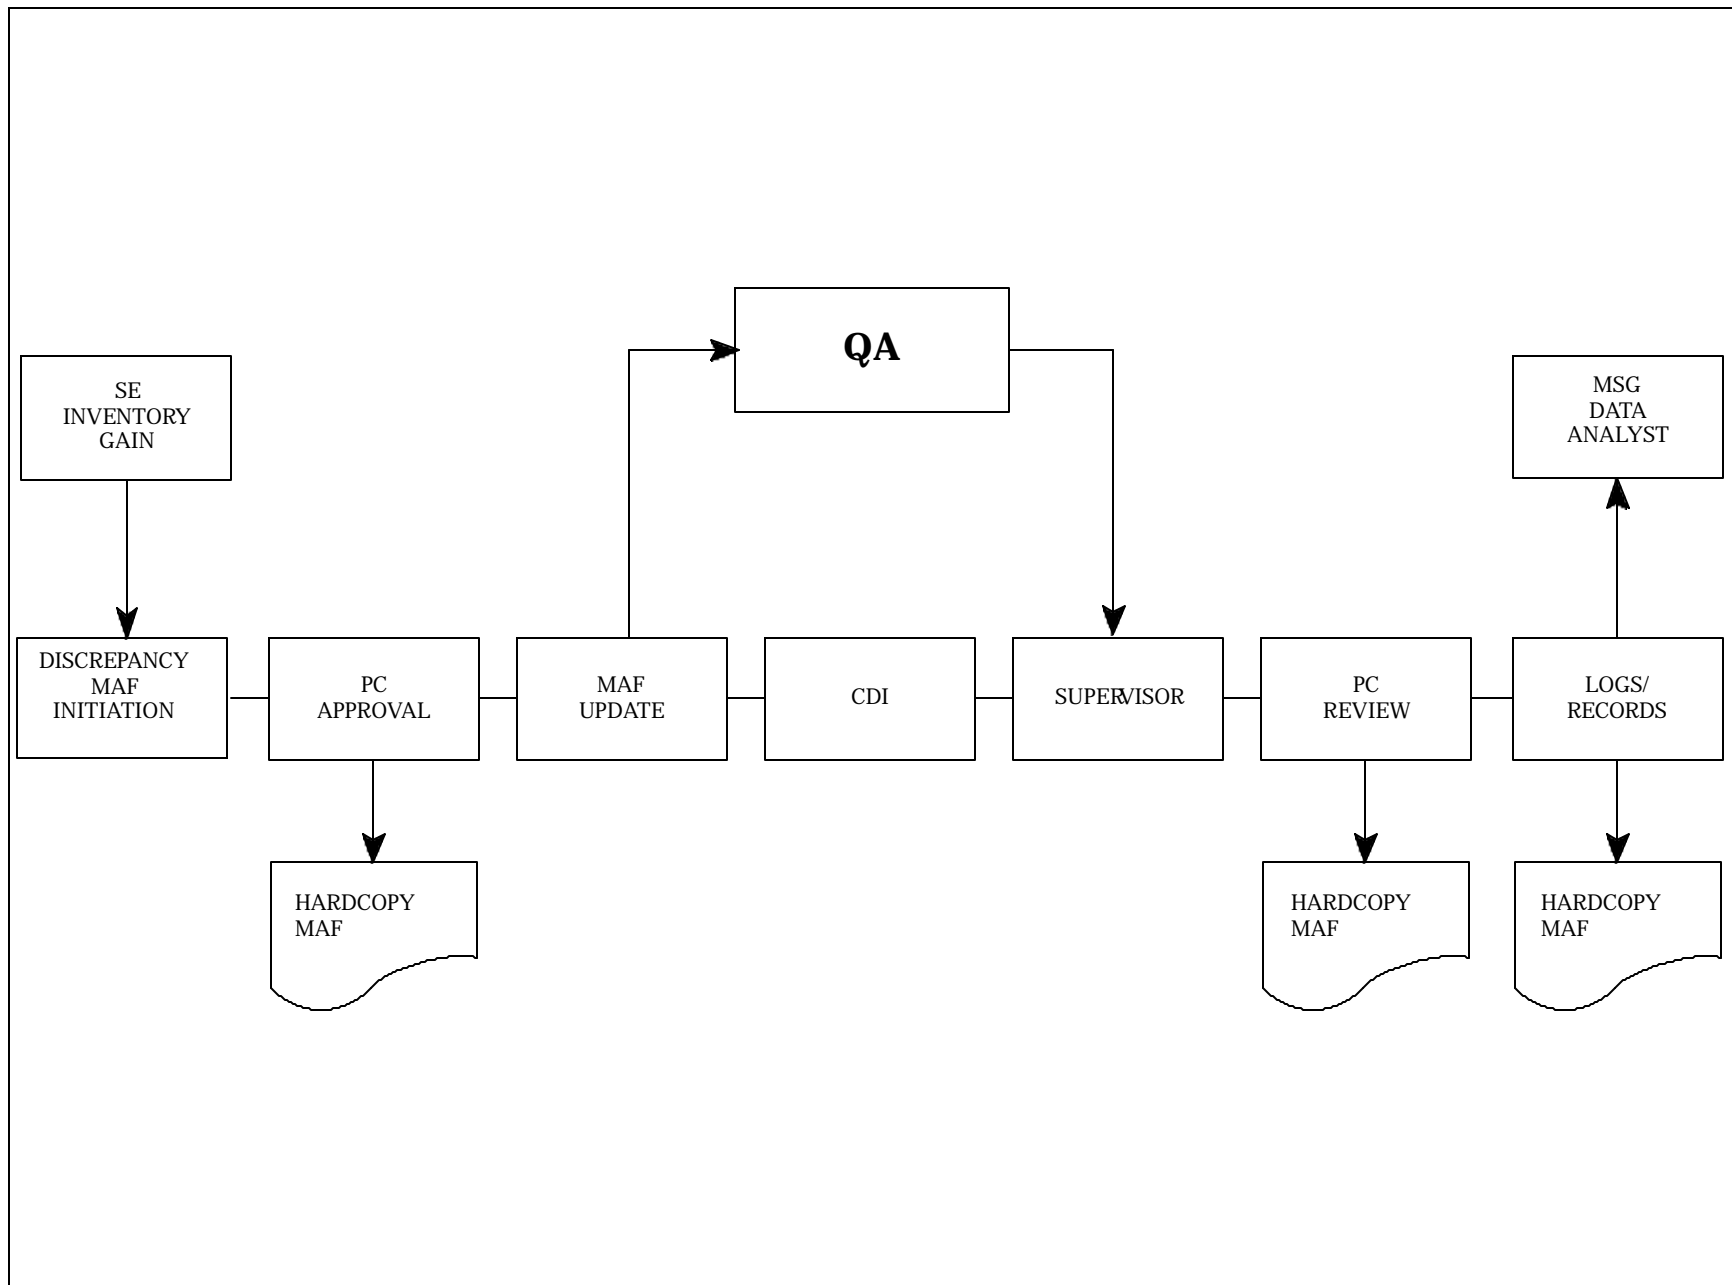 QA
SE
INVENTORY
GAIN
MSG
DATA
ANALYST
DISCREPANCY
MAF
INITIATION
PC
APPROVAL
MAF
UPDATE
CDI
SUPERVISOR
PC
REVIEW
LOGS/
RECORDS
HARDCOPY
MAF
HARDCOPY
MAF
HARDCOPY
MAF